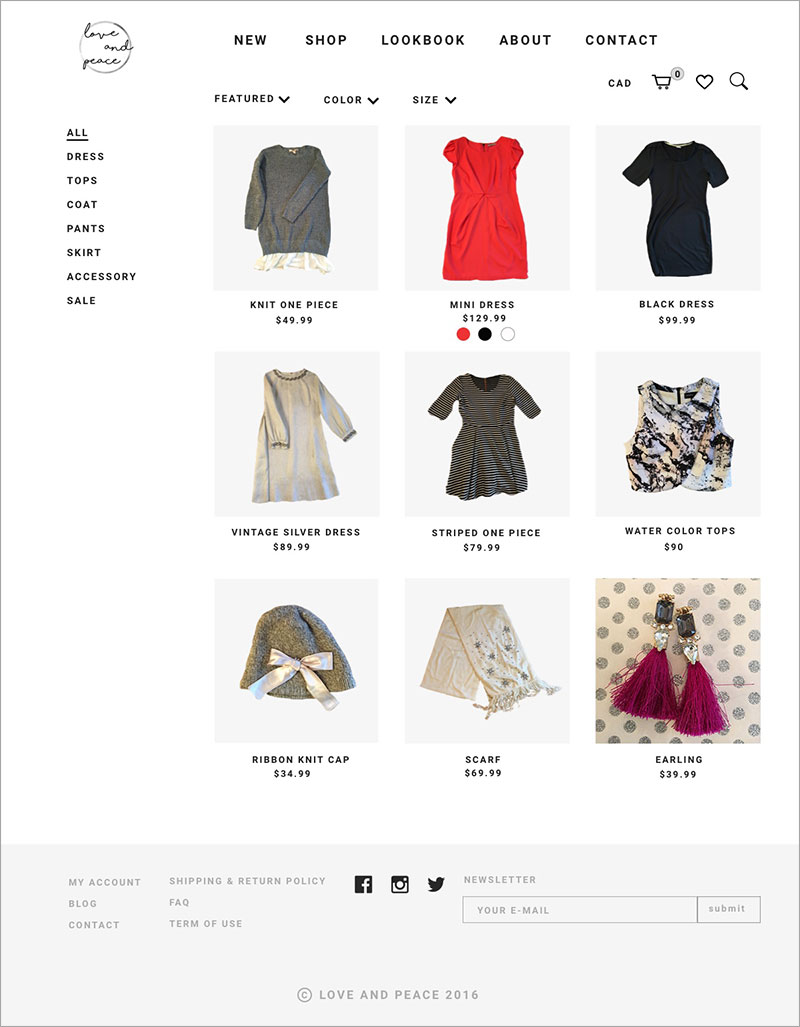 love
and
peace
NEW SHOP LOOKBOOK ABOUT CONTACT
CAD 0
FEATURED COLOR SIZE
ALL
DRESS
TOPS
COAT
PANTS
SKIRT
ACCESSORY
SALE
KNIT ONE PIECE
$49.99
MINI DRESS
$129.99
BLACK DRESS
$99.99
VINTAGE SILVER DRESS
$89.99
STRIPED ONE PIECE
$79.99
WATER COLOR TOPS
$90
RIBBON KNIT CAP
$34.99
SCARF
$69.99
EARLING
$39.99
MY ACCOUNT
BLOG
CONTACT
SHIPPING & RETURN POLICY
FAQ
TERM OF USE
NEWSLETTER
YOUR E-MAIL submit
© LOVE AND PEACE 2016